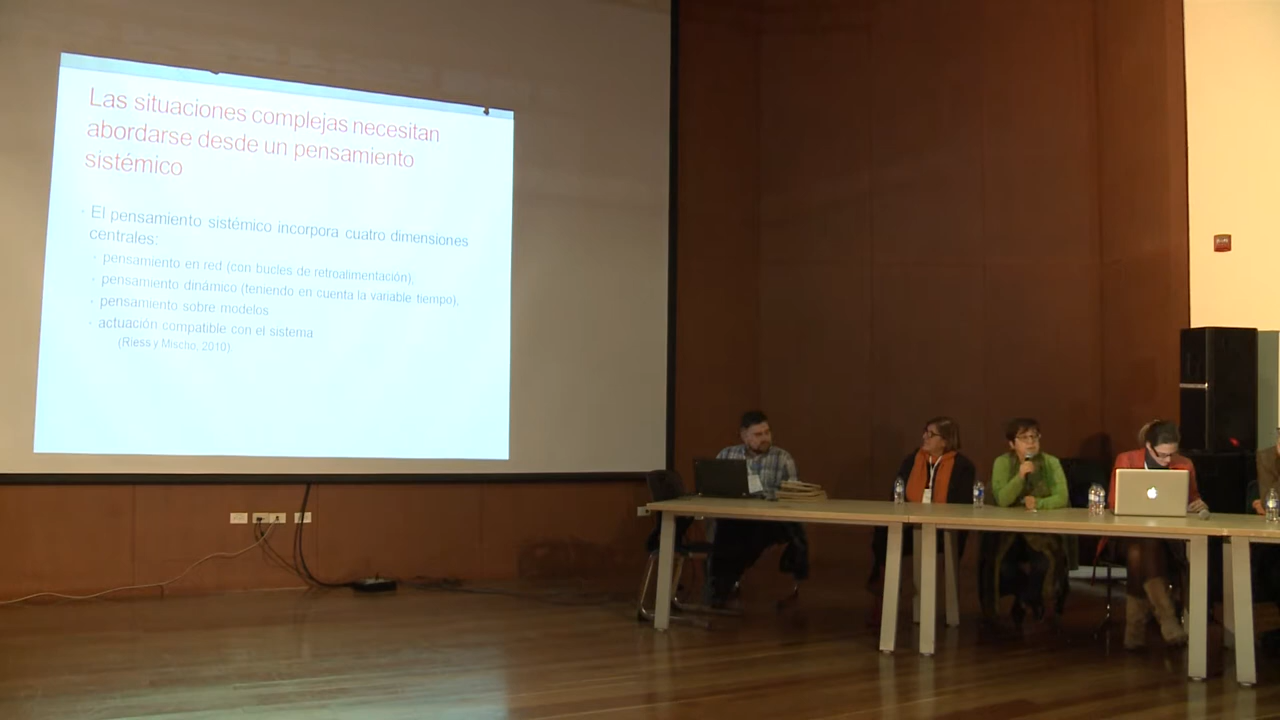 Las situaciones complejas necesitan
abordarse desde un pensamiento
sistémico
El pensamiento sistémico incorpora cuatro dimensiones
centrales:
pensamiento en red (con bucles de retroalimentación),
pensamiento dinámico (teniendo en cuenta la variable tiempo),
pensamiento sobre modelos
actuación compatible con el sistema
(Riess y Mischo, 2010).